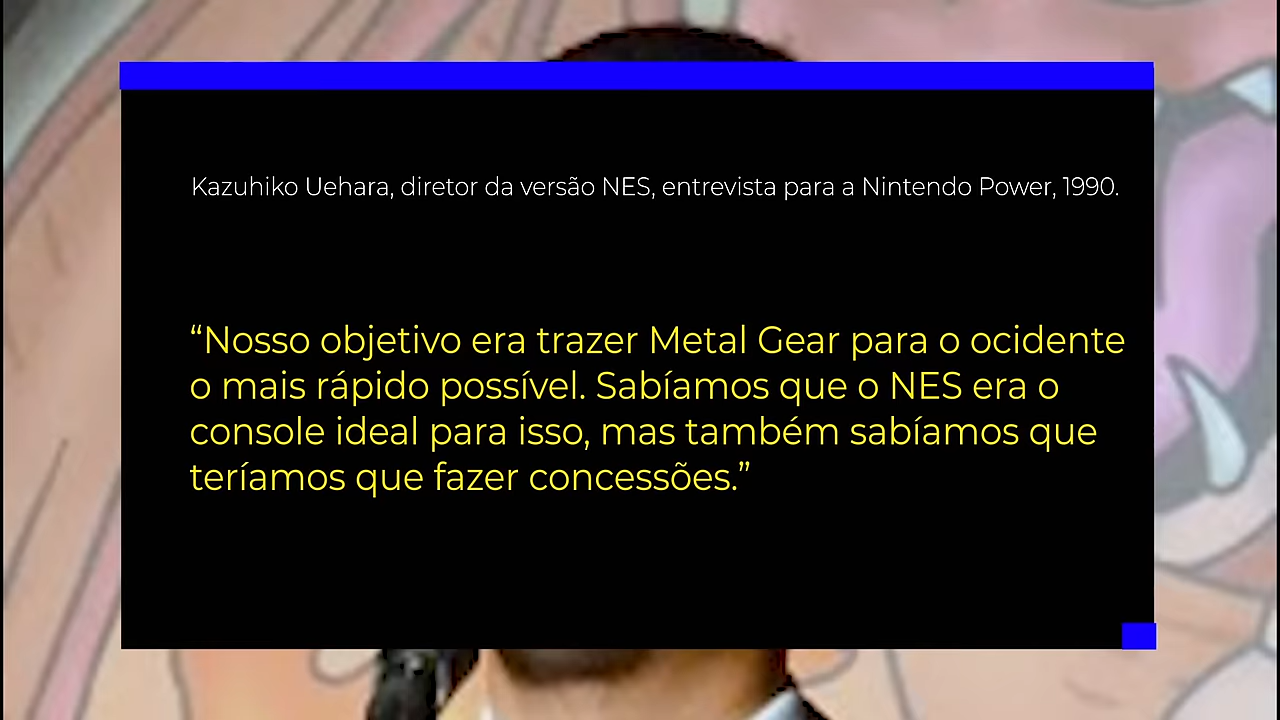 Kazuhiko Uehara, diretor da versão NES, entrevista para a Nintendo Power, 1990.
“Nosso objetivo era trazer Metal Gear para o ocidente
o mais rápido possível. Sabíamos que o NES era o
console ideal para isso, mas também sabíamos que
teríamos que fazer concessões.”